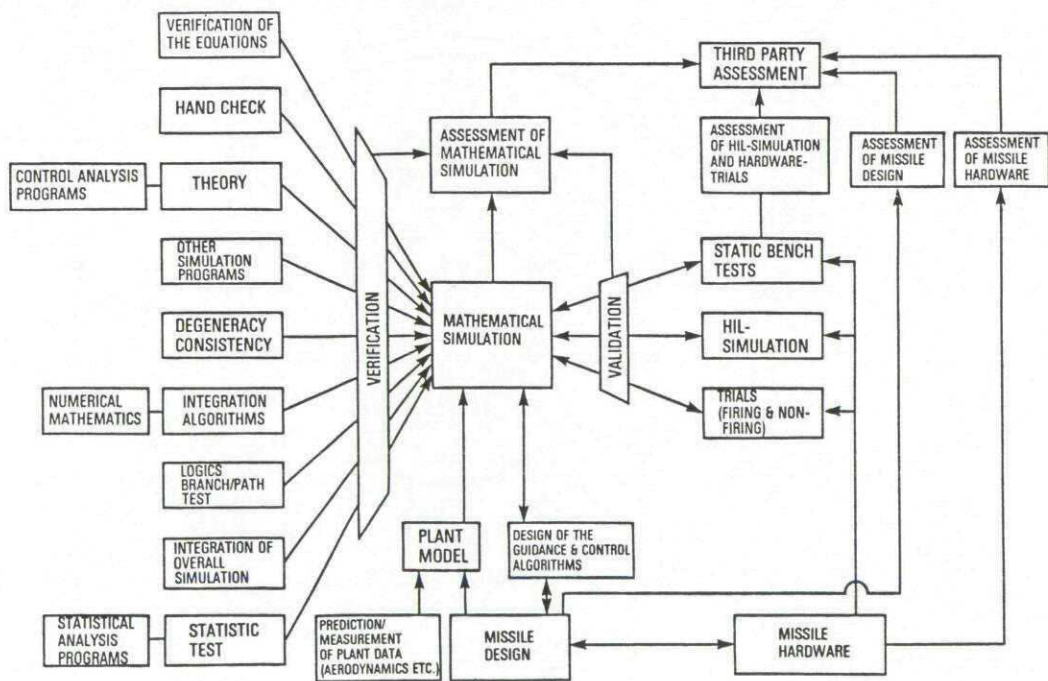 VERIFICATION OF
THE EQUATIONS
HAND CHECK
CONTROL ANALYSIS
PROGRAMS
THEORY
OTHER
SIMULATION
PROGRAMS
DEGENERACY
CONSISTENCY
NUMERICAL
MATHEMATICS
INTEGRATION
ALGORITHMS
LOGICS
BRANCH/PATH
TEST
INTEGRATION OF
OVERALL
SIMULATION
STATISTICAL
ANALYSIS
PROGRAMS
STATISTIC
TEST
VERIFICATION
ASSESSMENT OF
MATHEMATICAL
SIMULATION
MATHEMATICAL
SIMULATION
PLANT
MODEL
DESIGN OF THE
GUIDANCE & CONTROL
ALGORITHMS
PREDICTION/
MEASUREMENT
OF PLANT DATA
(AERODYNAMICS ETC.)
MISSILE
DESIGN
VALIDATION
THIRD PARTY
ASSESSMENT
ASSESSMENT
OF HIL-SIMULATION
AND HARDWARE-
TRIALS
ASSESSMENT
OF MISSILE
DESIGN
ASSESSMENT
OF MISSILE
HARDWARE
STATIC BENCH
TESTS
HIL-
SIMULATION
TRIALS
(FIRING & NON-
FIRING)
MISSILE
HARDWARE